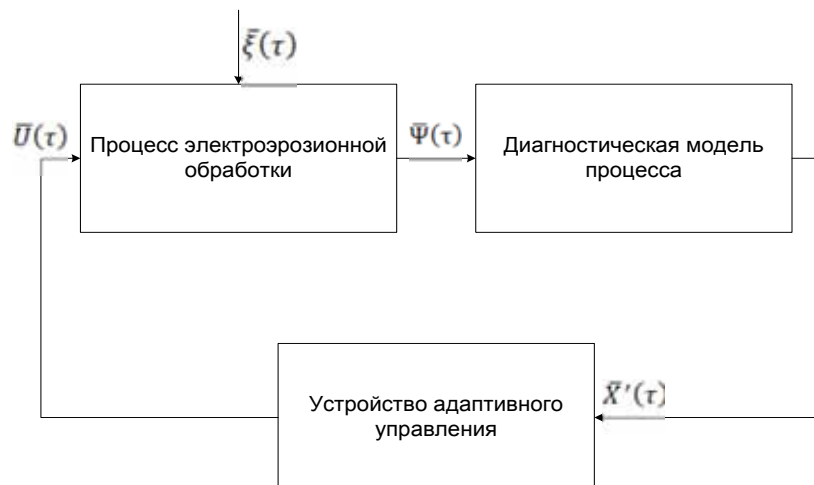 ξ̄(τ)
Ū(τ)
Процесс электроэрозионной
обработки
Ψ̄(τ)
Диагностическая модель
процесса
Устройство адаптивного
управления
X̄′(τ)